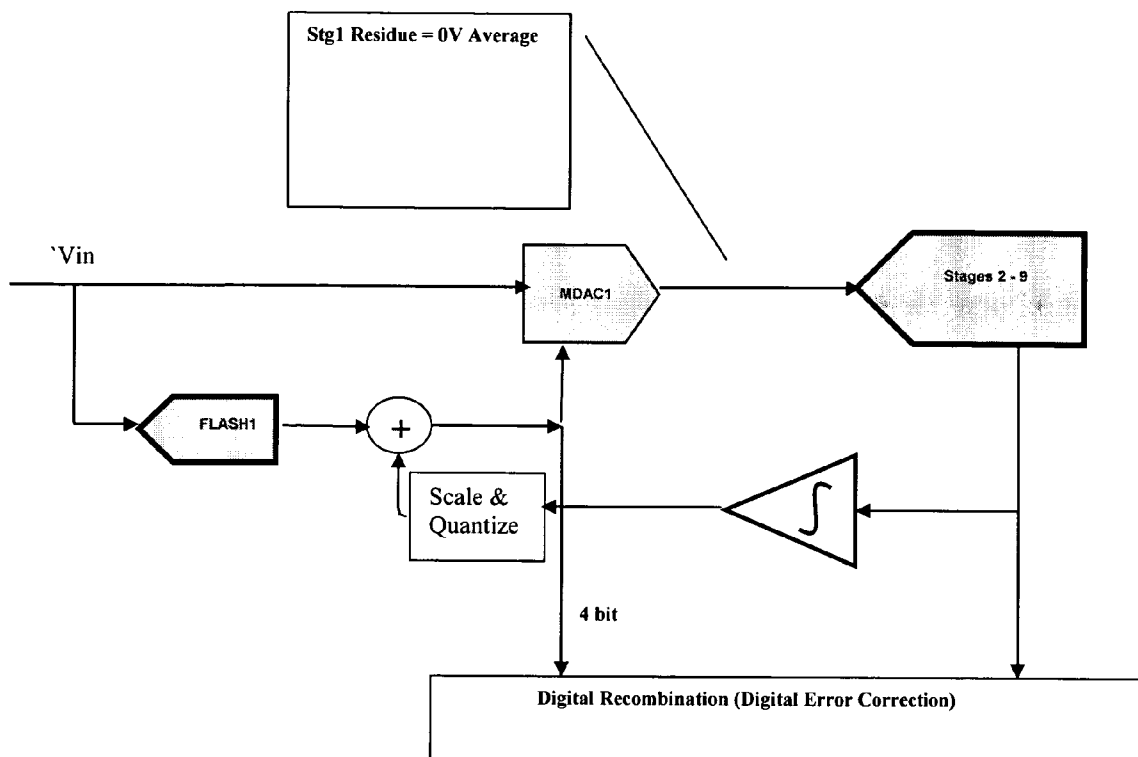 Stg1 Residue = 0V Average
`Vin
MDAC1
Stages 2 - 9
FLASH1
+
Scale &
Quantize
∫
4 bit
Digital Recombination (Digital Error Correction)